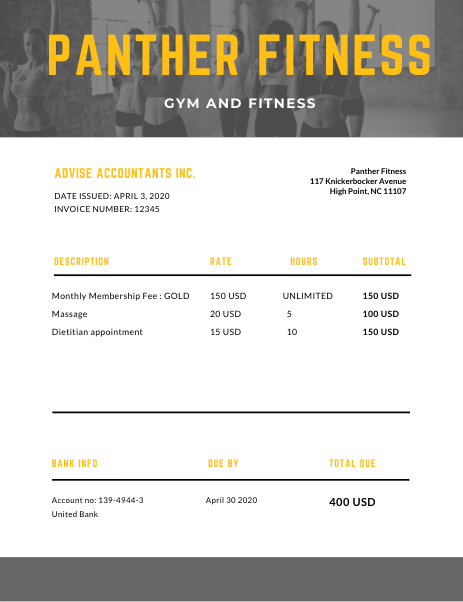 PANTHER FITNESS
GYM AND FITNESS
ADVISE ACCOUNTANTS INC.
DATE ISSUED: APRIL 3, 2020
INVOICE NUMBER: 12345
Panther Fitness
117 Knickerbocker Avenue
High Point, NC 11107
DESCRIPTION RATE HOURS SUBTOTAL
Monthly Membership Fee : GOLD 150 USD UNLIMITED 150 USD
Massage 20 USD 5 100 USD
Dietitian appointment 15 USD 10 150 USD
BANK INFO DUE BY TOTAL DUE
Account no: 139-4944-3 April 30 2020 400 USD
United Bank